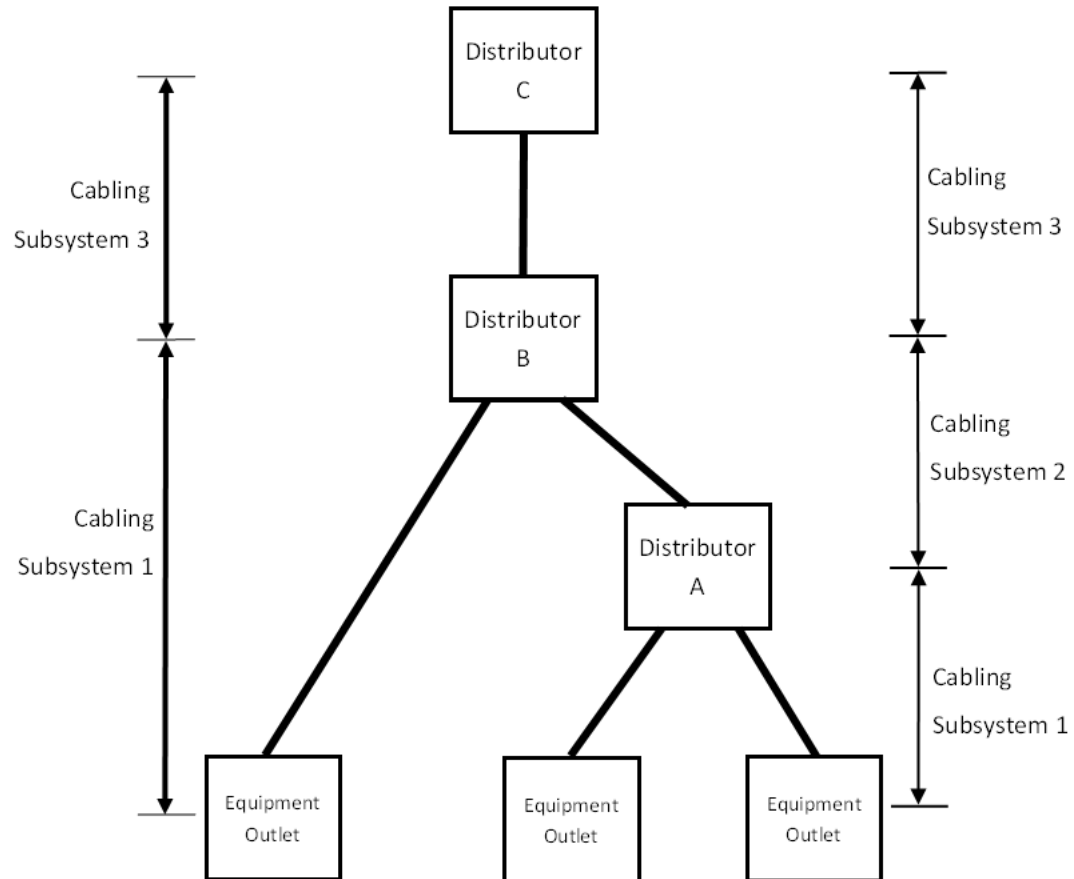 Distributor
C
Cabling
Subsystem 3
Cabling
Subsystem 3
Distributor
B
Cabling
Subsystem 2
Cabling
Subsystem 1
Distributor
A
Cabling
Subsystem 1
Equipment
Outlet
Equipment
Outlet
Equipment
Outlet